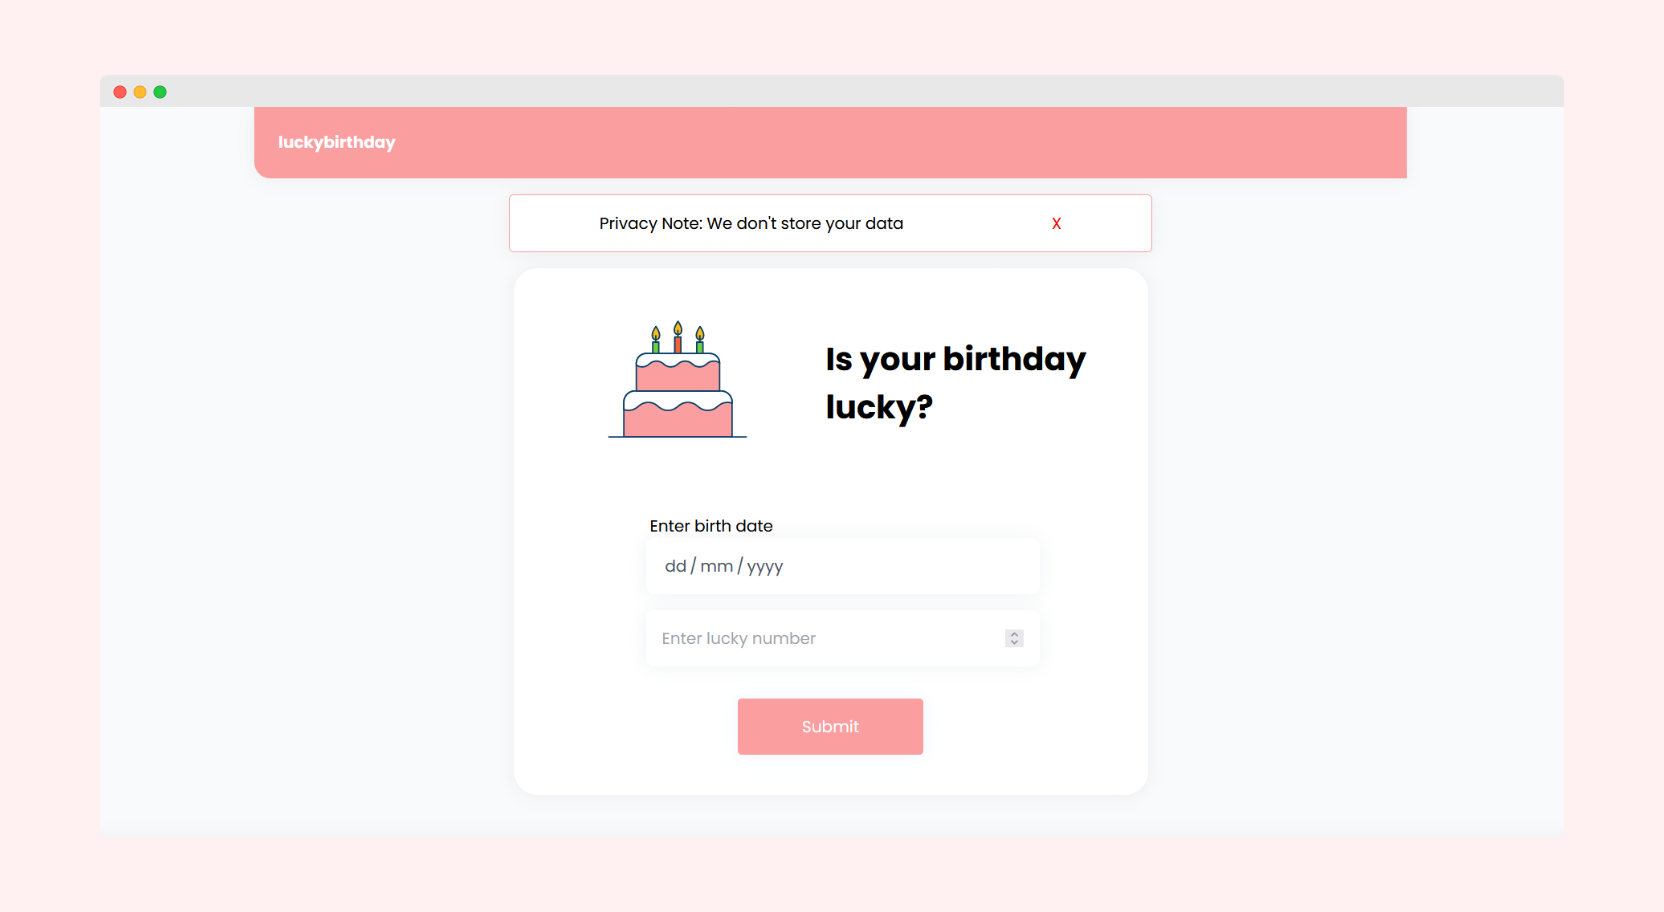 luckybirthday
Privacy Note: We don't store your data X
Is your birthday
lucky?
Enter birth date
dd / mm / yyyy
Enter lucky number
Submit